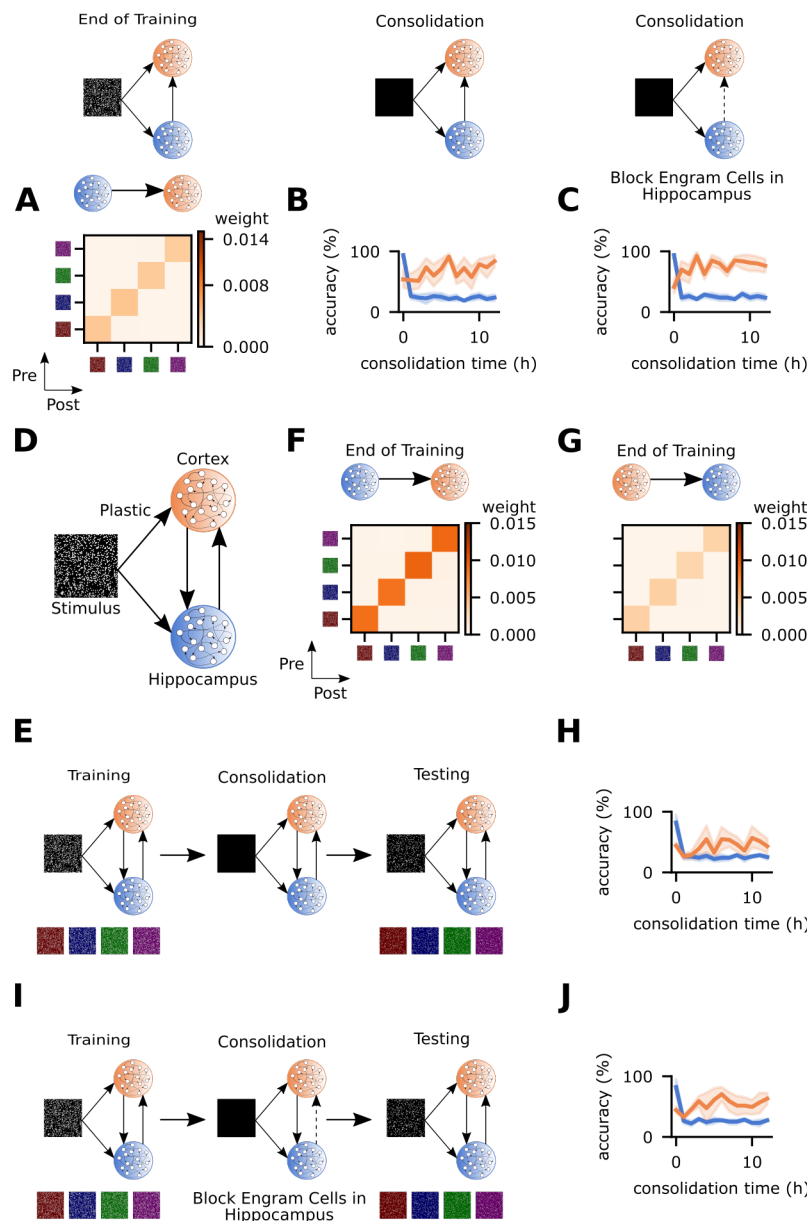 End of Training
Consolidation
Consolidation
Block Engram Cells in
Hippocampus
A
weight
0.014
0.008
0.000
Pre
Post
B
accuracy (%)
100
0
0
10
consolidation time (h)
C
accuracy (%)
100
0
0
10
consolidation time (h)
D
Cortex
Plastic
Stimulus
Hippocampus
F
End of Training
weight
0.015
0.010
0.005
0.000
Pre
Post
G
End of Training
weight
0.015
0.010
0.005
0.000
E
Training
Consolidation
Testing
H
accuracy (%)
100
0
0
10
consolidation time (h)
I
Training
Consolidation
Testing
Block Engram Cells in
Hippocampus
J
accuracy (%)
100
0
0
10
consolidation time (h)